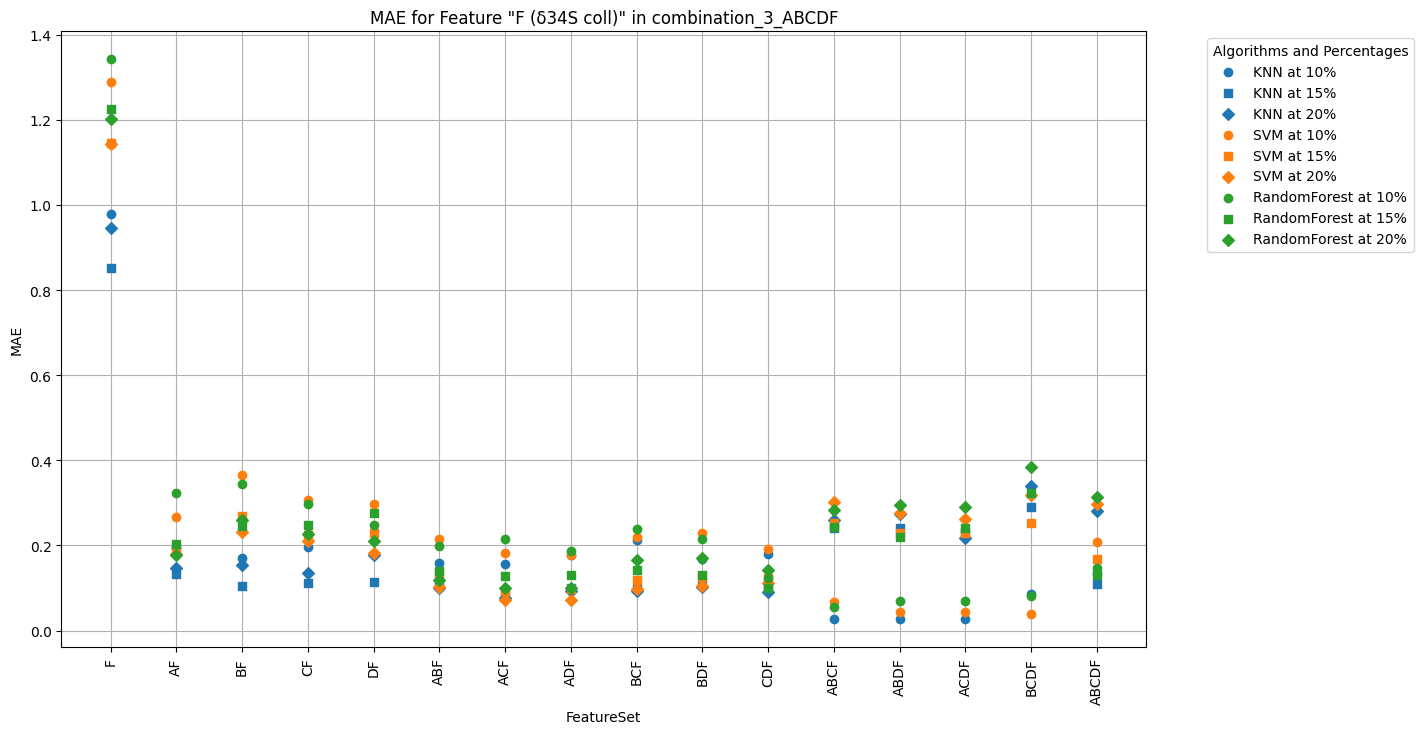 MAE for Feature "F (δ34S coll)" in combination_3_ABCDF
1.4
1.2
1.0
0.8
0.6
0.4
0.2
0.0
MAE
F
AF
BF
CF
DF
ABF
ACF
ADF
BCF
BDF
CDF
ABCF
ABDF
ACDF
BCDF
ABCDF
FeatureSet
Algorithms and Percentages
KNN at 10%
KNN at 15%
KNN at 20%
SVM at 10%
SVM at 15%
SVM at 20%
RandomForest at 10%
RandomForest at 15%
RandomForest at 20%